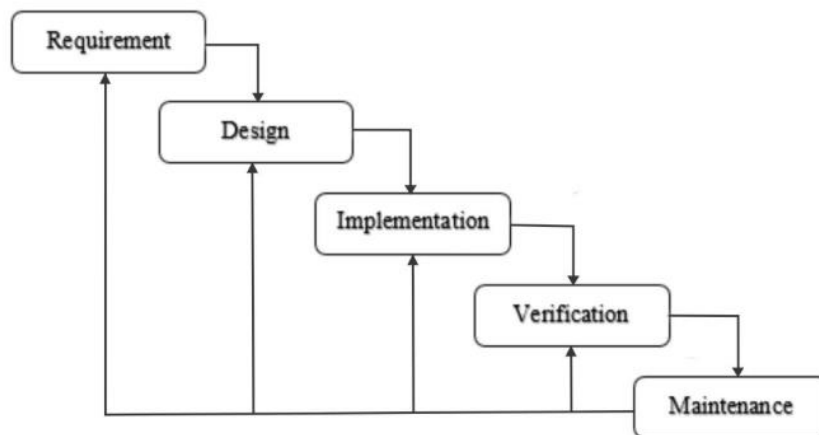 Requirement
Design
Implementation
Verification
Maintenance